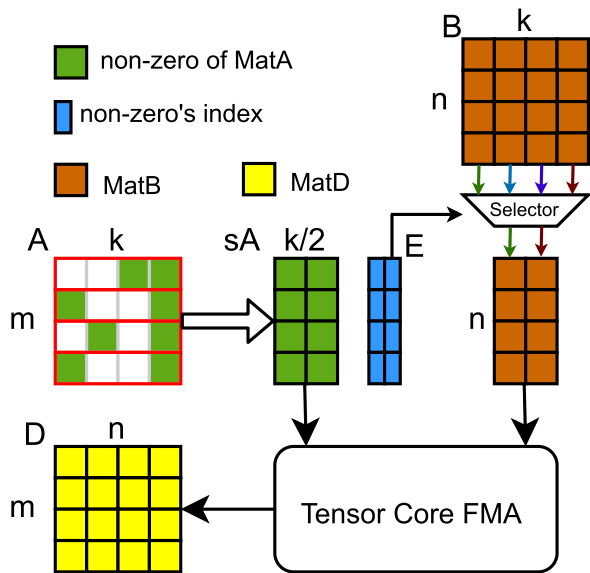 B
k
non-zero of MatA
n
non-zero's index
MatB
MatD
Selector
A
k
sA
k/2
E
m
n
D
n
m
Tensor Core FMA